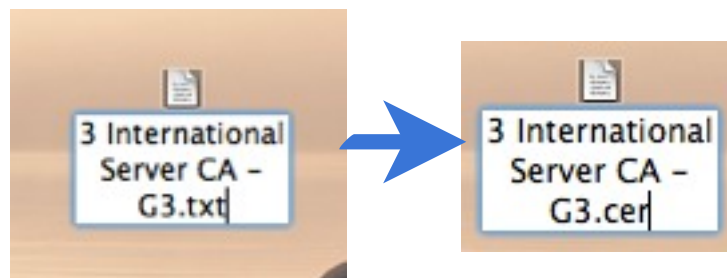 3 International
Server CA –
G3.txt
3 International
Server CA –
G3.cer